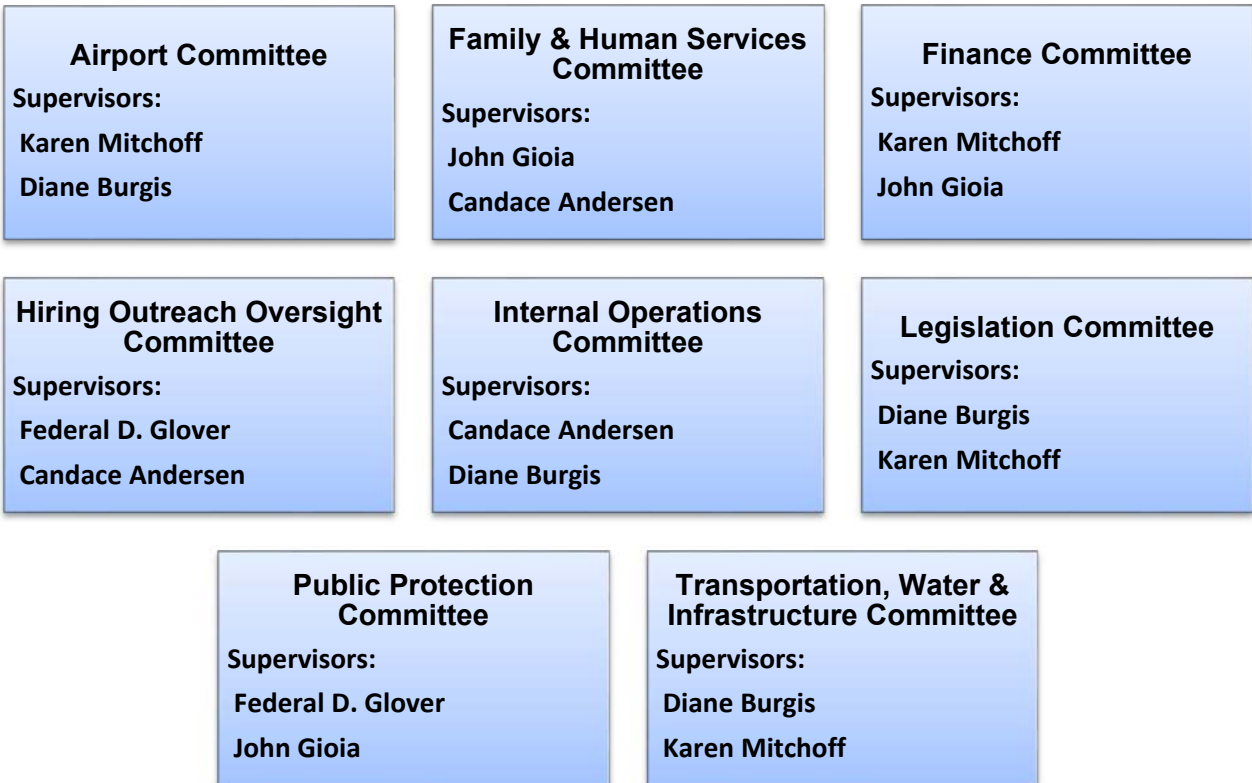 Airport Committee
Supervisors:
Karen Mitchoff
Diane Burgis
Family & Human Services
Committee
Supervisors:
John Gioia
Candace Andersen
Finance Committee
Supervisors:
Karen Mitchoff
John Gioia
Hiring Outreach Oversight
Committee
Supervisors:
Federal D. Glover
Candace Andersen
Internal Operations
Committee
Supervisors:
Candace Andersen
Diane Burgis
Legislation Committee
Supervisors:
Diane Burgis
Karen Mitchoff
Public Protection
Committee
Supervisors:
Federal D. Glover
John Gioia
Transportation, Water &
Infrastructure Committee
Supervisors:
Diane Burgis
Karen Mitchoff